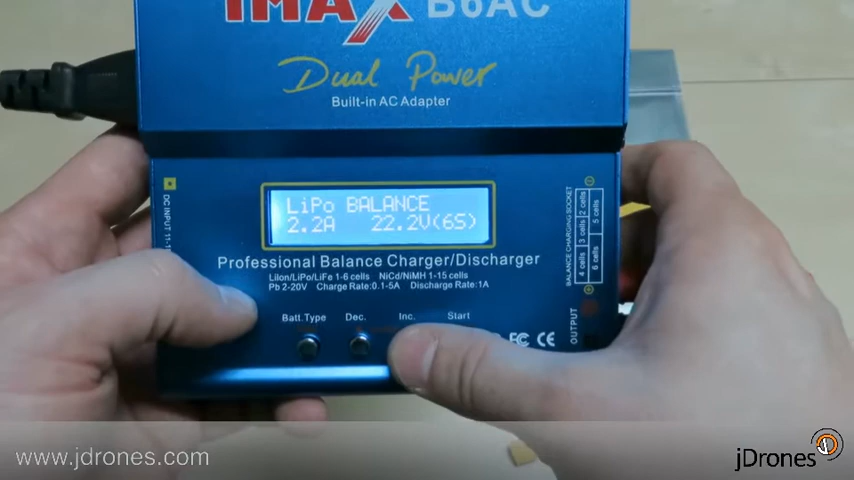 iMAX B6AC
Dual Power
Built-in AC Adapter
DC INPUT 11-1
LiPo BALANCE
2.2A 22.2V(6S)
Professional Balance Charger/Discharger
LiIon/LiPo/LiFe 1-6 cells NiCd/NiMH 1-15 cells
Pb 2-20V Charge Rate:0.1-5A Discharge Rate:1A
Batt.Type Dec. Inc. Start
FC CE
BALANCE CHARGING SOCKET
2 cells
3 cells
4 cells
5 cells
6 cells
OUTPUT
www.jdrones.com
jDrones